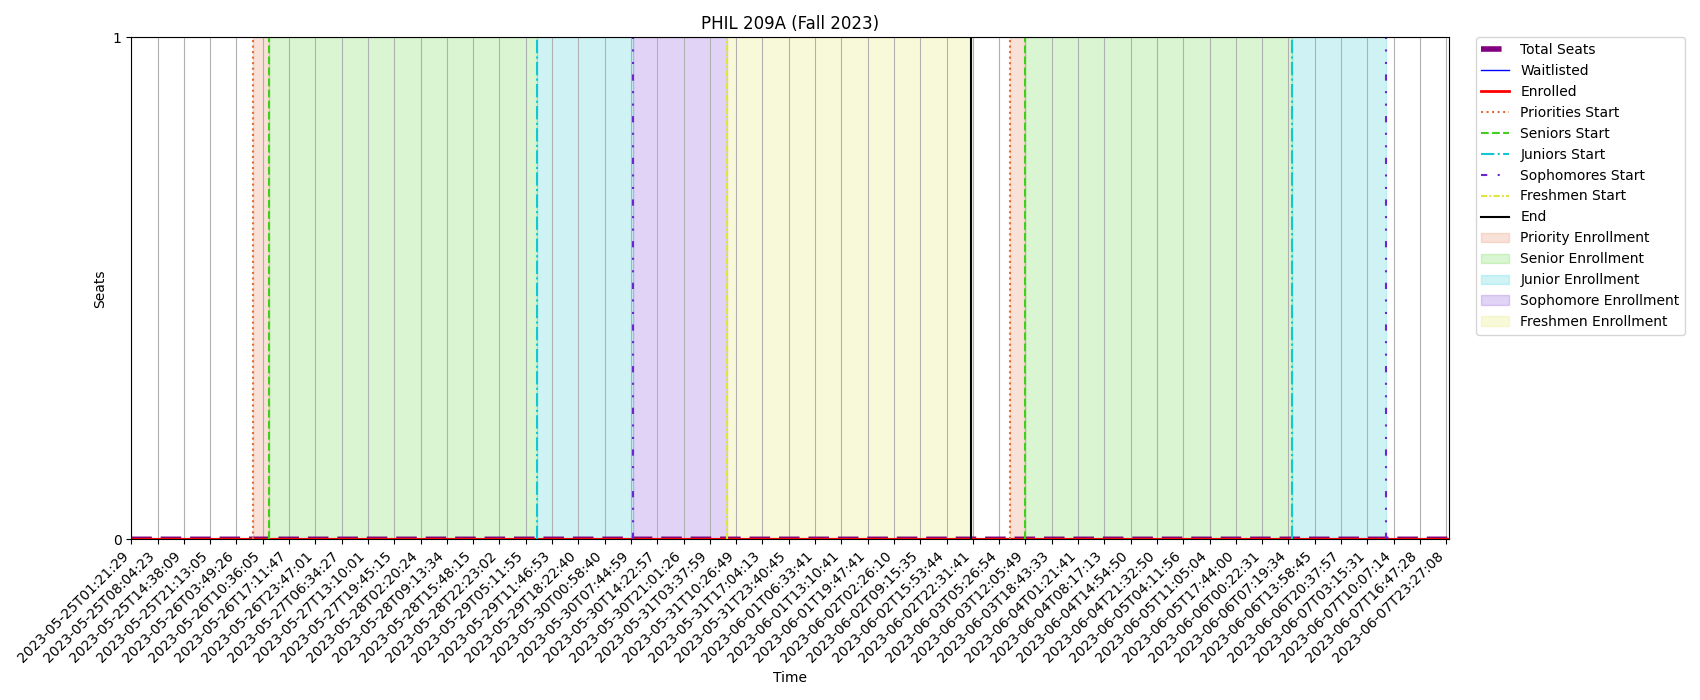 PHIL 209A (Fall 2023)
1
0
Seats
2023-05-25T01:21:29
2023-05-25T08:04:23
2023-05-25T14:38:09
2023-05-25T21:13:05
2023-05-26T03:49:26
2023-05-26T10:36:05
2023-05-26T17:11:47
2023-05-26T23:47:01
2023-05-27T06:34:27
2023-05-27T13:10:01
2023-05-27T19:45:15
2023-05-28T02:20:24
2023-05-28T09:13:34
2023-05-28T15:48:15
2023-05-28T22:23:02
2023-05-29T05:11:55
2023-05-29T11:46:53
2023-05-29T18:22:40
2023-05-30T00:58:40
2023-05-30T07:44:59
2023-05-30T14:22:57
2023-05-30T21:01:26
2023-05-31T03:37:59
2023-05-31T10:26:49
2023-05-31T17:04:13
2023-05-31T23:40:45
2023-06-01T06:33:41
2023-06-01T13:10:41
2023-06-01T19:47:41
2023-06-02T02:26:10
2023-06-02T09:15:35
2023-06-02T15:53:44
2023-06-02T22:31:41
2023-06-03T05:26:54
2023-06-03T12:05:49
2023-06-03T18:43:33
2023-06-04T01:21:41
2023-06-04T08:17:13
2023-06-04T14:54:50
2023-06-04T21:32:50
2023-06-05T04:11:56
2023-06-05T11:05:04
2023-06-05T17:44:00
2023-06-06T00:22:31
2023-06-06T07:19:34
2023-06-06T13:58:45
2023-06-06T20:37:57
2023-06-07T03:15:31
2023-06-07T10:07:14
2023-06-07T16:47:28
2023-06-07T23:27:08
Time
Total Seats
Waitlisted
Enrolled
Priorities Start
Seniors Start
Juniors Start
Sophomores Start
Freshmen Start
End
Priority Enrollment
Senior Enrollment
Junior Enrollment
Sophomore Enrollment
Freshmen Enrollment